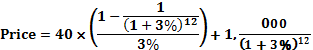 Price = 40 × ( (1 − 1/(1+3%)^12) / 3% ) + 1, 000/(1+3%)^12